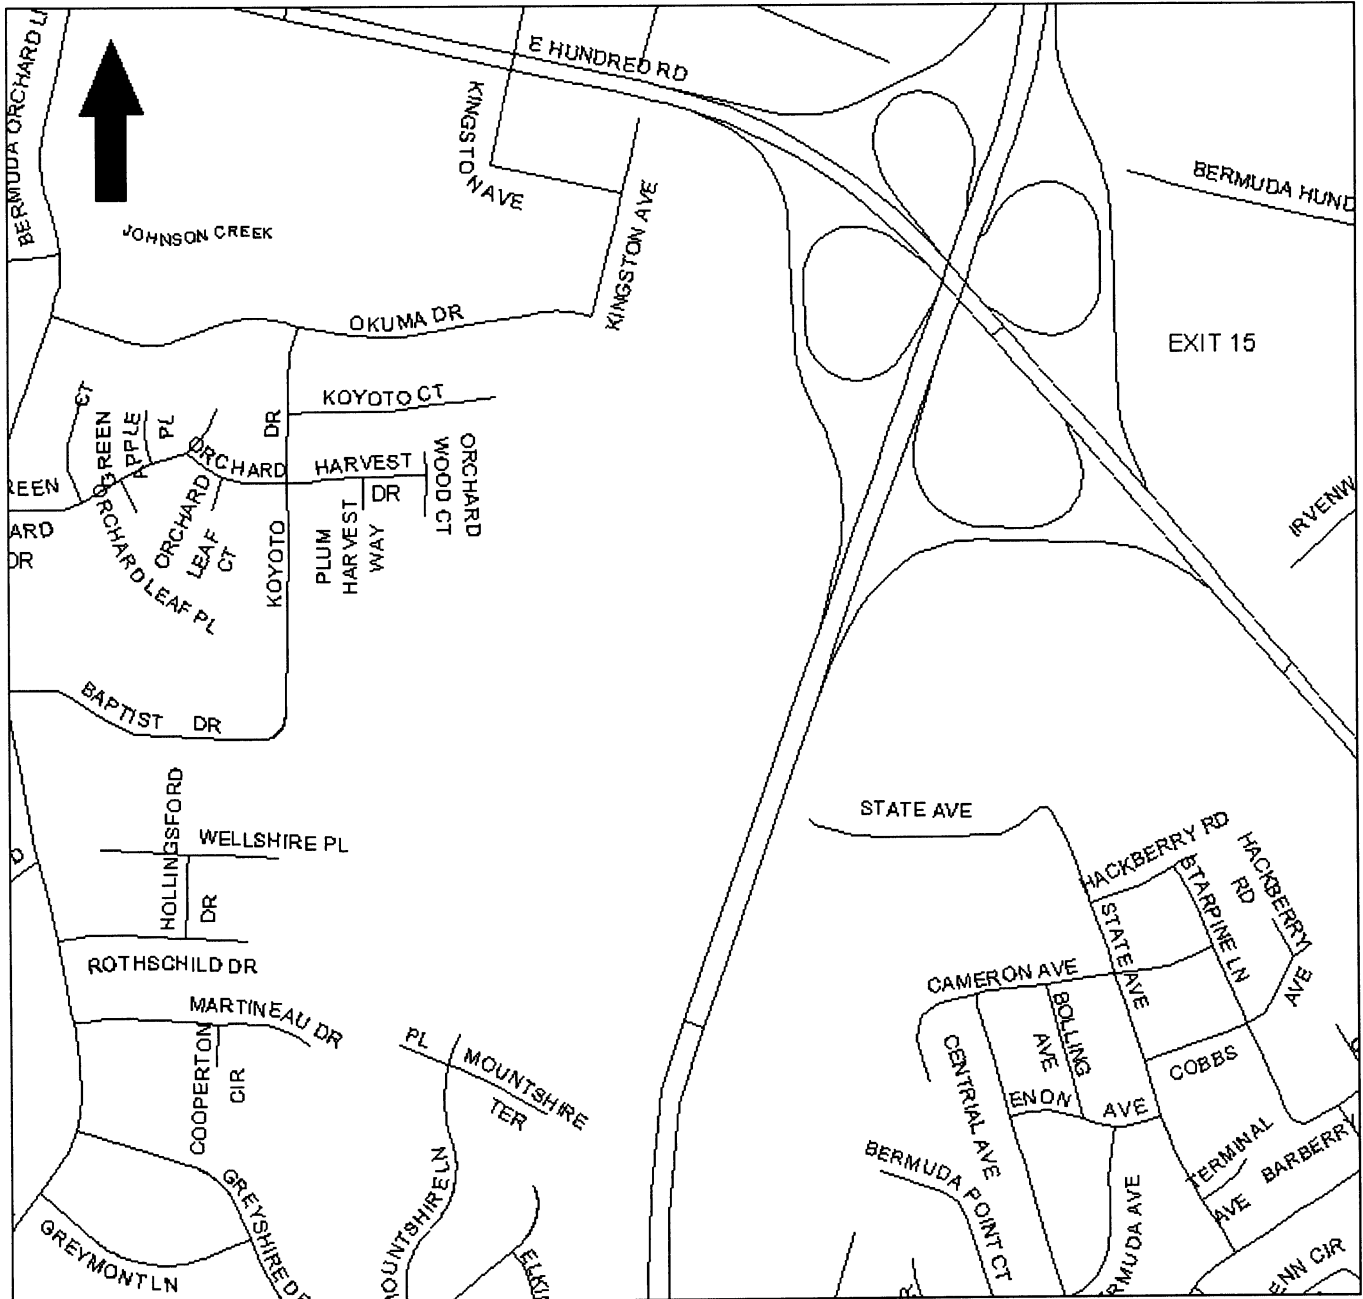 BERMUDA ORCHARD LN
E HUNDRED RD
KINGSTON AVE
KINGSTON AVE
BERMUDA HUND
JOHNSON CREEK
OKUMA DR
EXIT 15
KOYOTO CT
CT
GREEN
APPLE
PL
DR
ORCHARD
HARVEST
DR
ORCHARD
WOOD CT
REEN
ARD
DR
ORCHARD LEAF PL
ORCHARD
LEAF
CT
KOYOTO
PLUM
HARVEST
WAY
IRVENW
BAPTIST DR
HOLLINGSFORD
DR
WELLSHIRE PL
STATE AVE
HACKBERRY RD
HACKBERRY
RD
STARPINE LN
STATE AVE
AVE
ROTHSCHILD DR
CAMERON AVE
MARTINEAU DR
COOPERTON
CIR
PL
MOUNTSHIRE
TER
BOLLING
AVE
CENTRIAL AVE
COBBS
ENON AVE
TERMINAL
AVE
BARBERRY
BERMUDA POINT CT
RMUDA AVE
GREYSHIRE DR
GREYMONT LN
MOUNTSHIRE LN
ELKI
ENN CIR